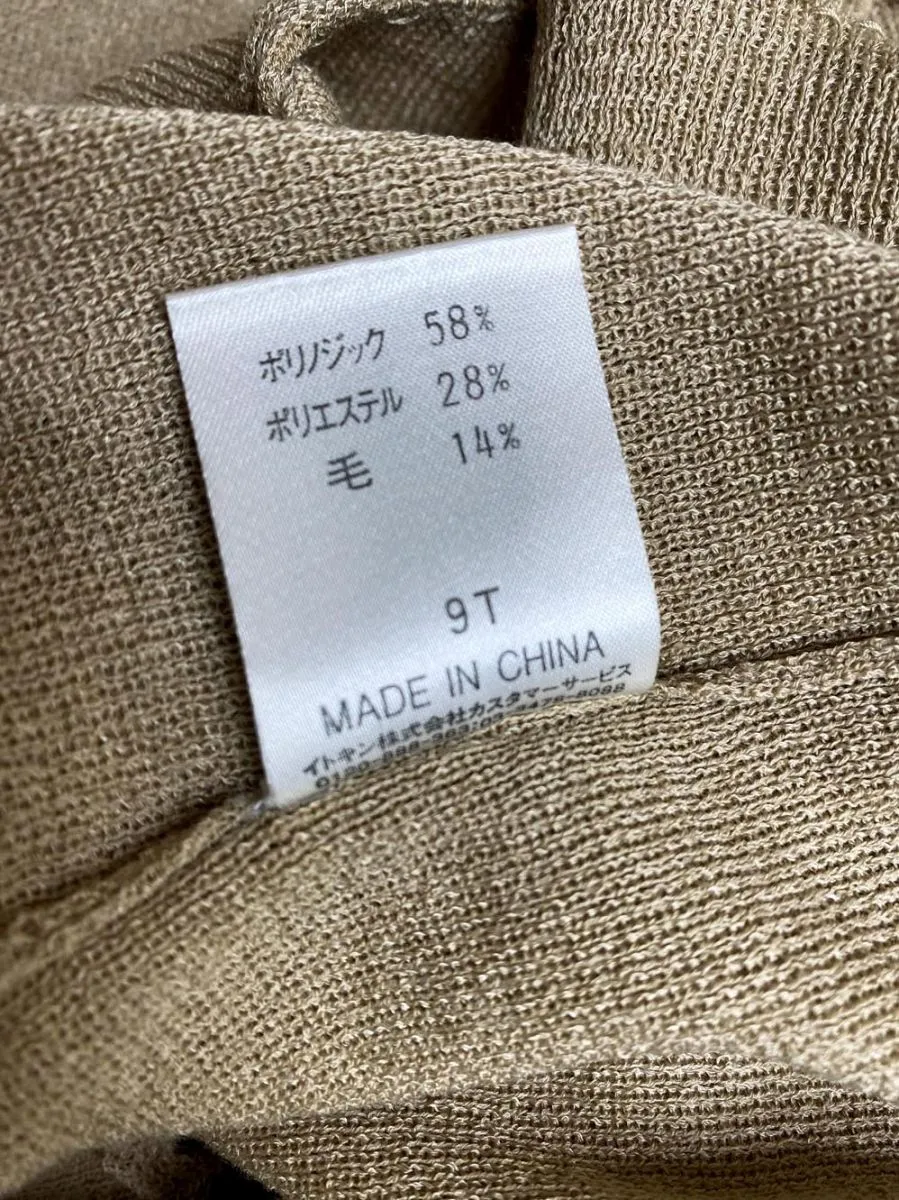 ポリノジック 58%
ポリエステル 28%
毛 14%
9T
MADE IN CHINA
イトキン株式会社カスタマーサービス